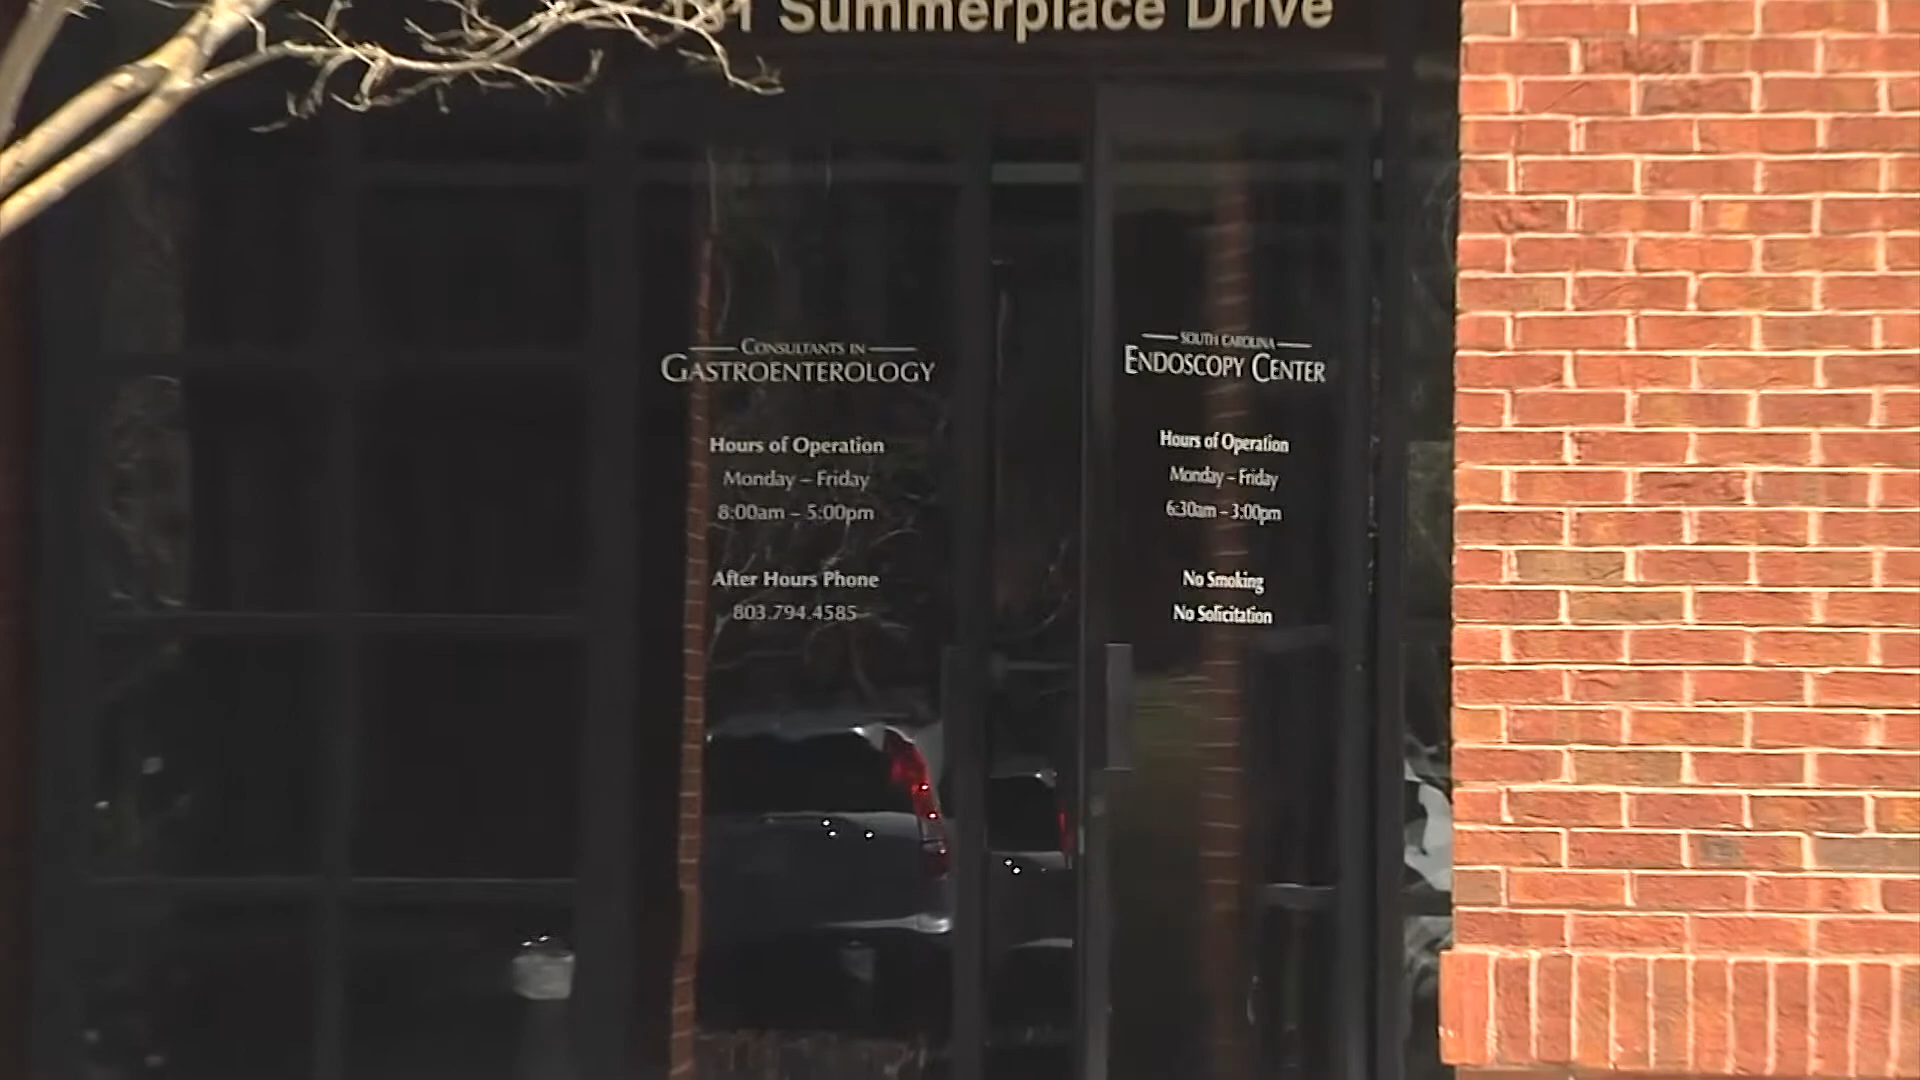 Summerplace Drive
CONSULTANTS IN
GASTROENTEROLOGY
Hours of Operation
Monday – Friday
8:00am – 5:00pm
After Hours Phone
803.794.4585
SOUTH CAROLINA
ENDOSCOPY CENTER
Hours of Operation
Monday – Friday
6:30am – 3:00pm
No Smoking
No Solicitation